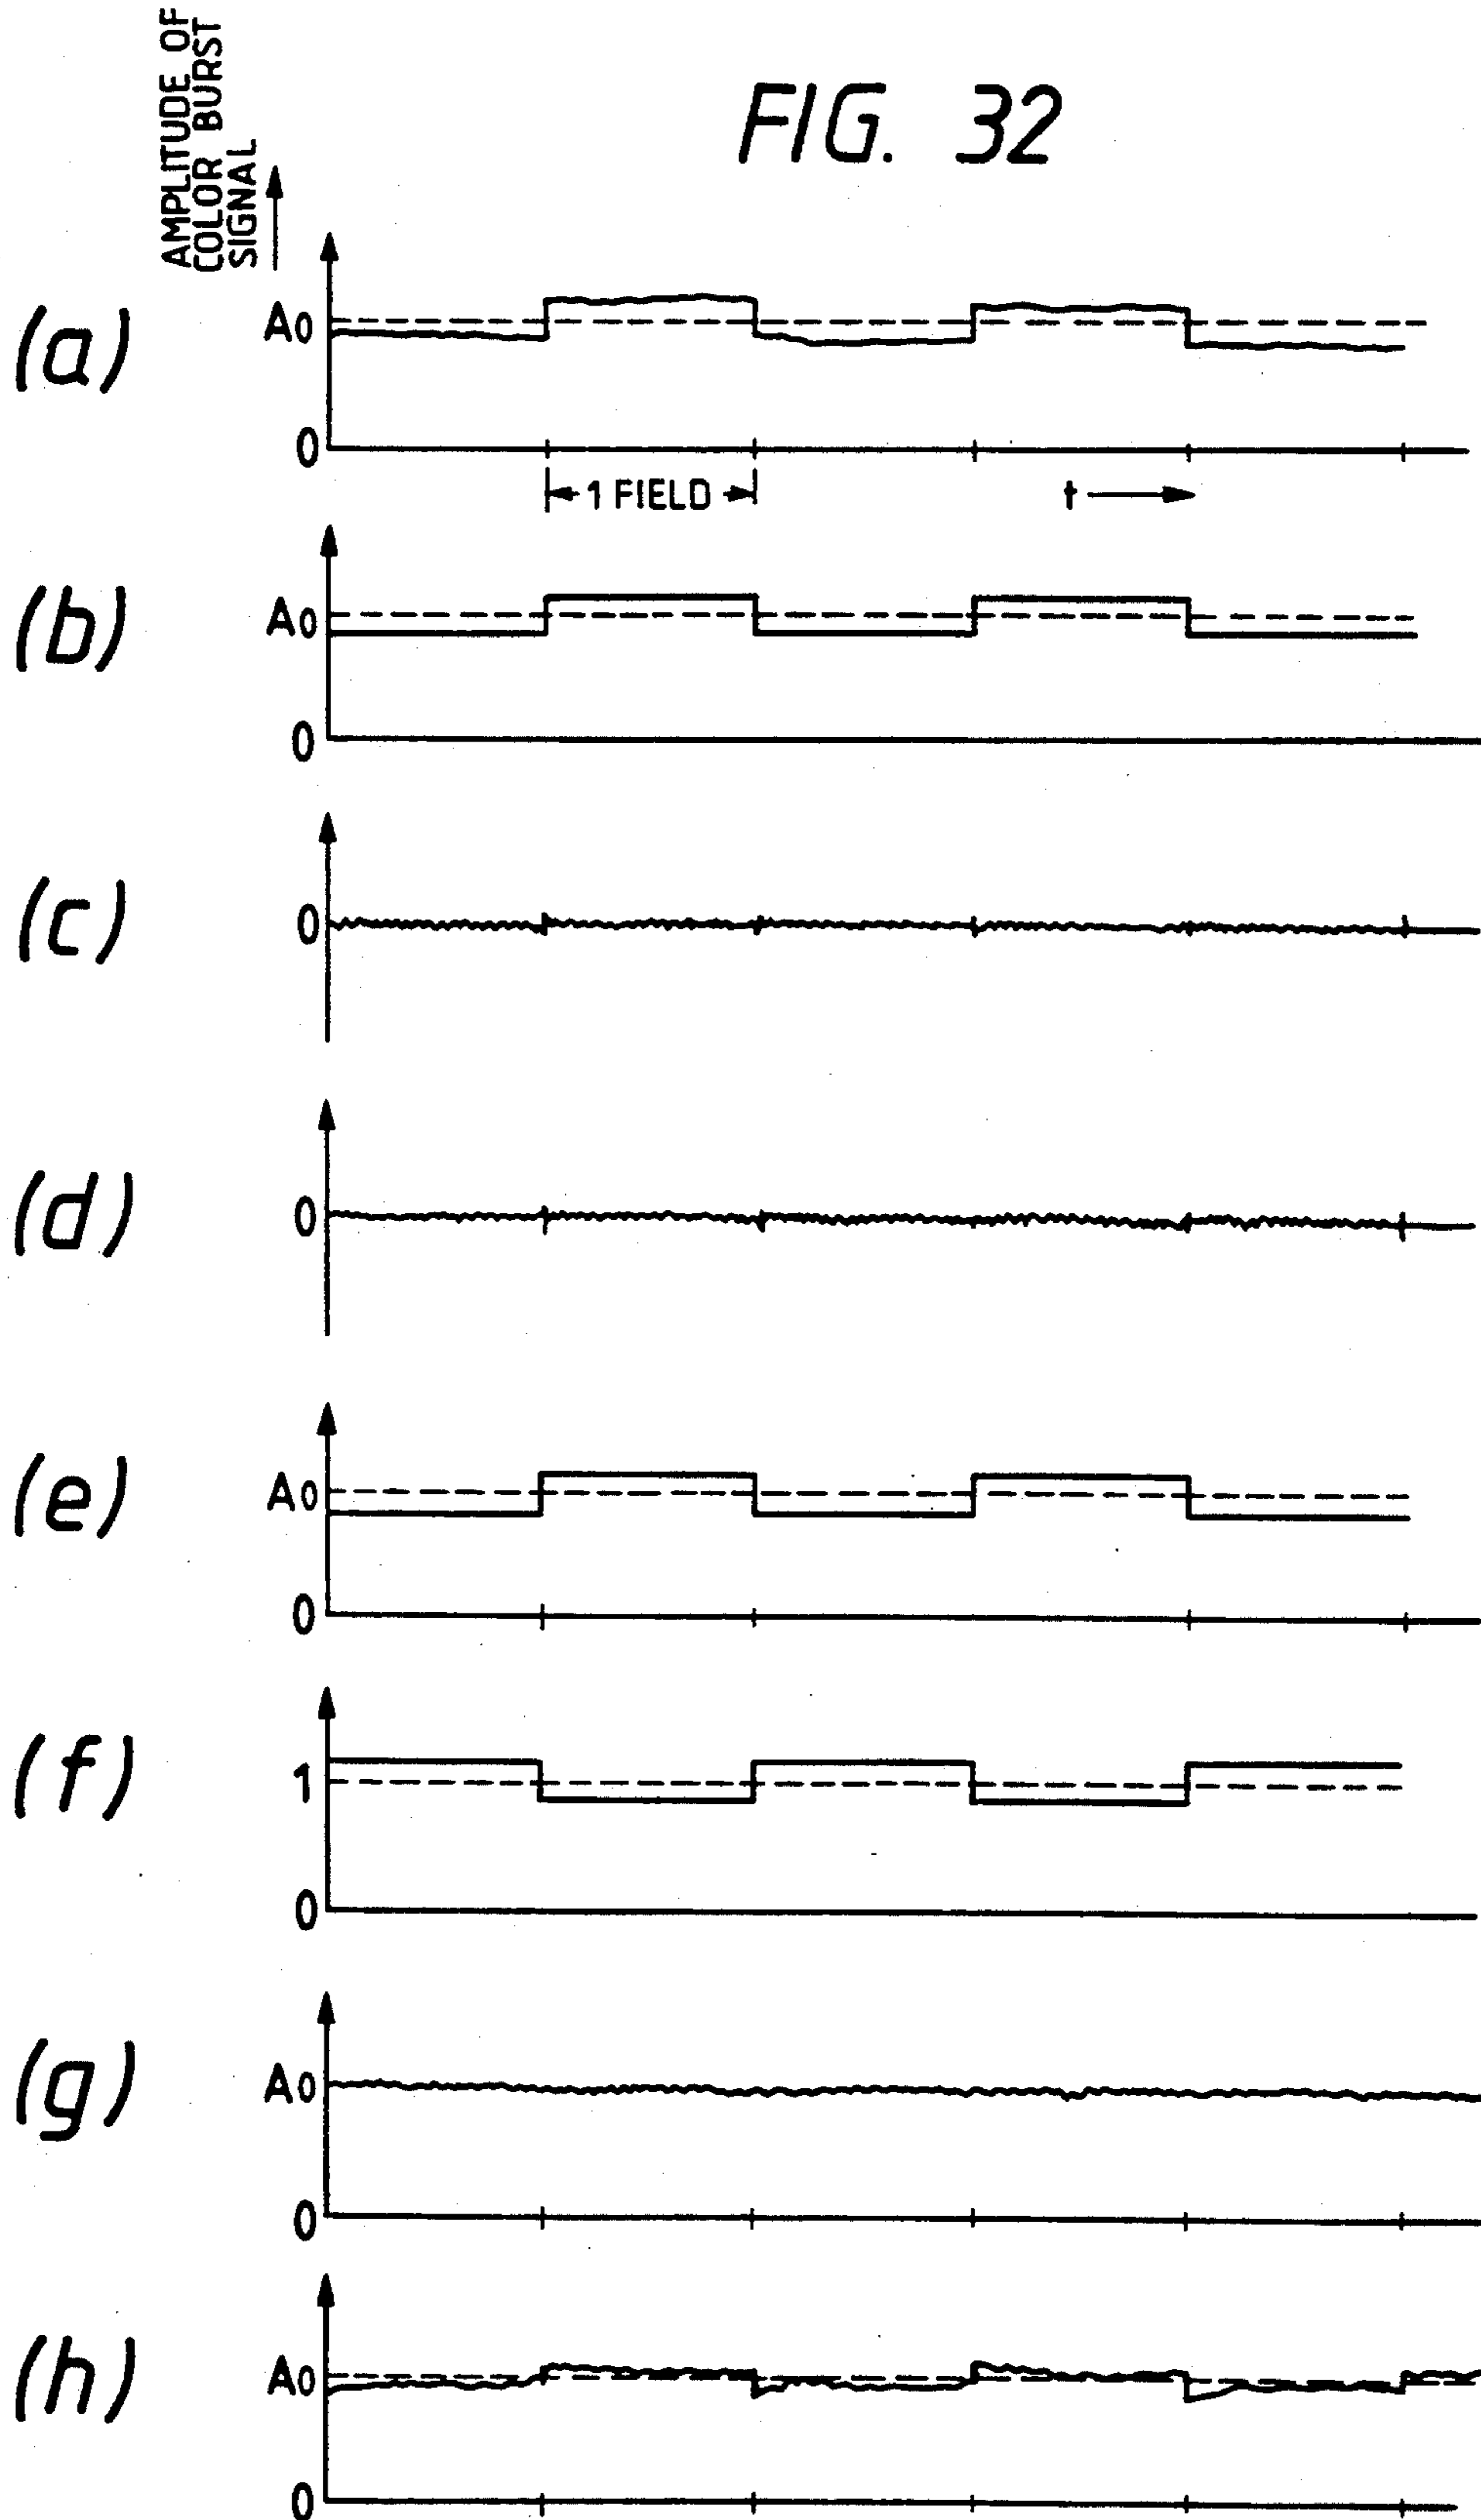 AMPLITUDE OF
COLOR BURST
SIGNAL
FIG. 32
(a)
A0
0
1 FIELD
t
(b)
A0
0
(c)
0
(d)
0
(e)
A0
0
(f)
1
0
(g)
A0
0
(h)
A0
0